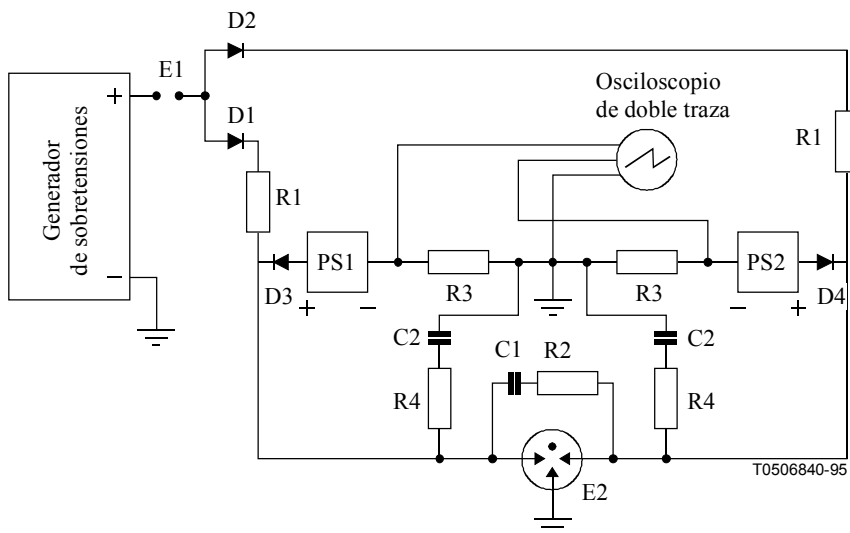 D2
E1
Osciloscopio
de doble traza
D1
+
Generador
de sobretensiones
R1
R1
−
PS1
PS2
D3
+
−
R3
R3
−
+
D4
C2
C1
R2
C2
R4
R4
E2
T0506840-95